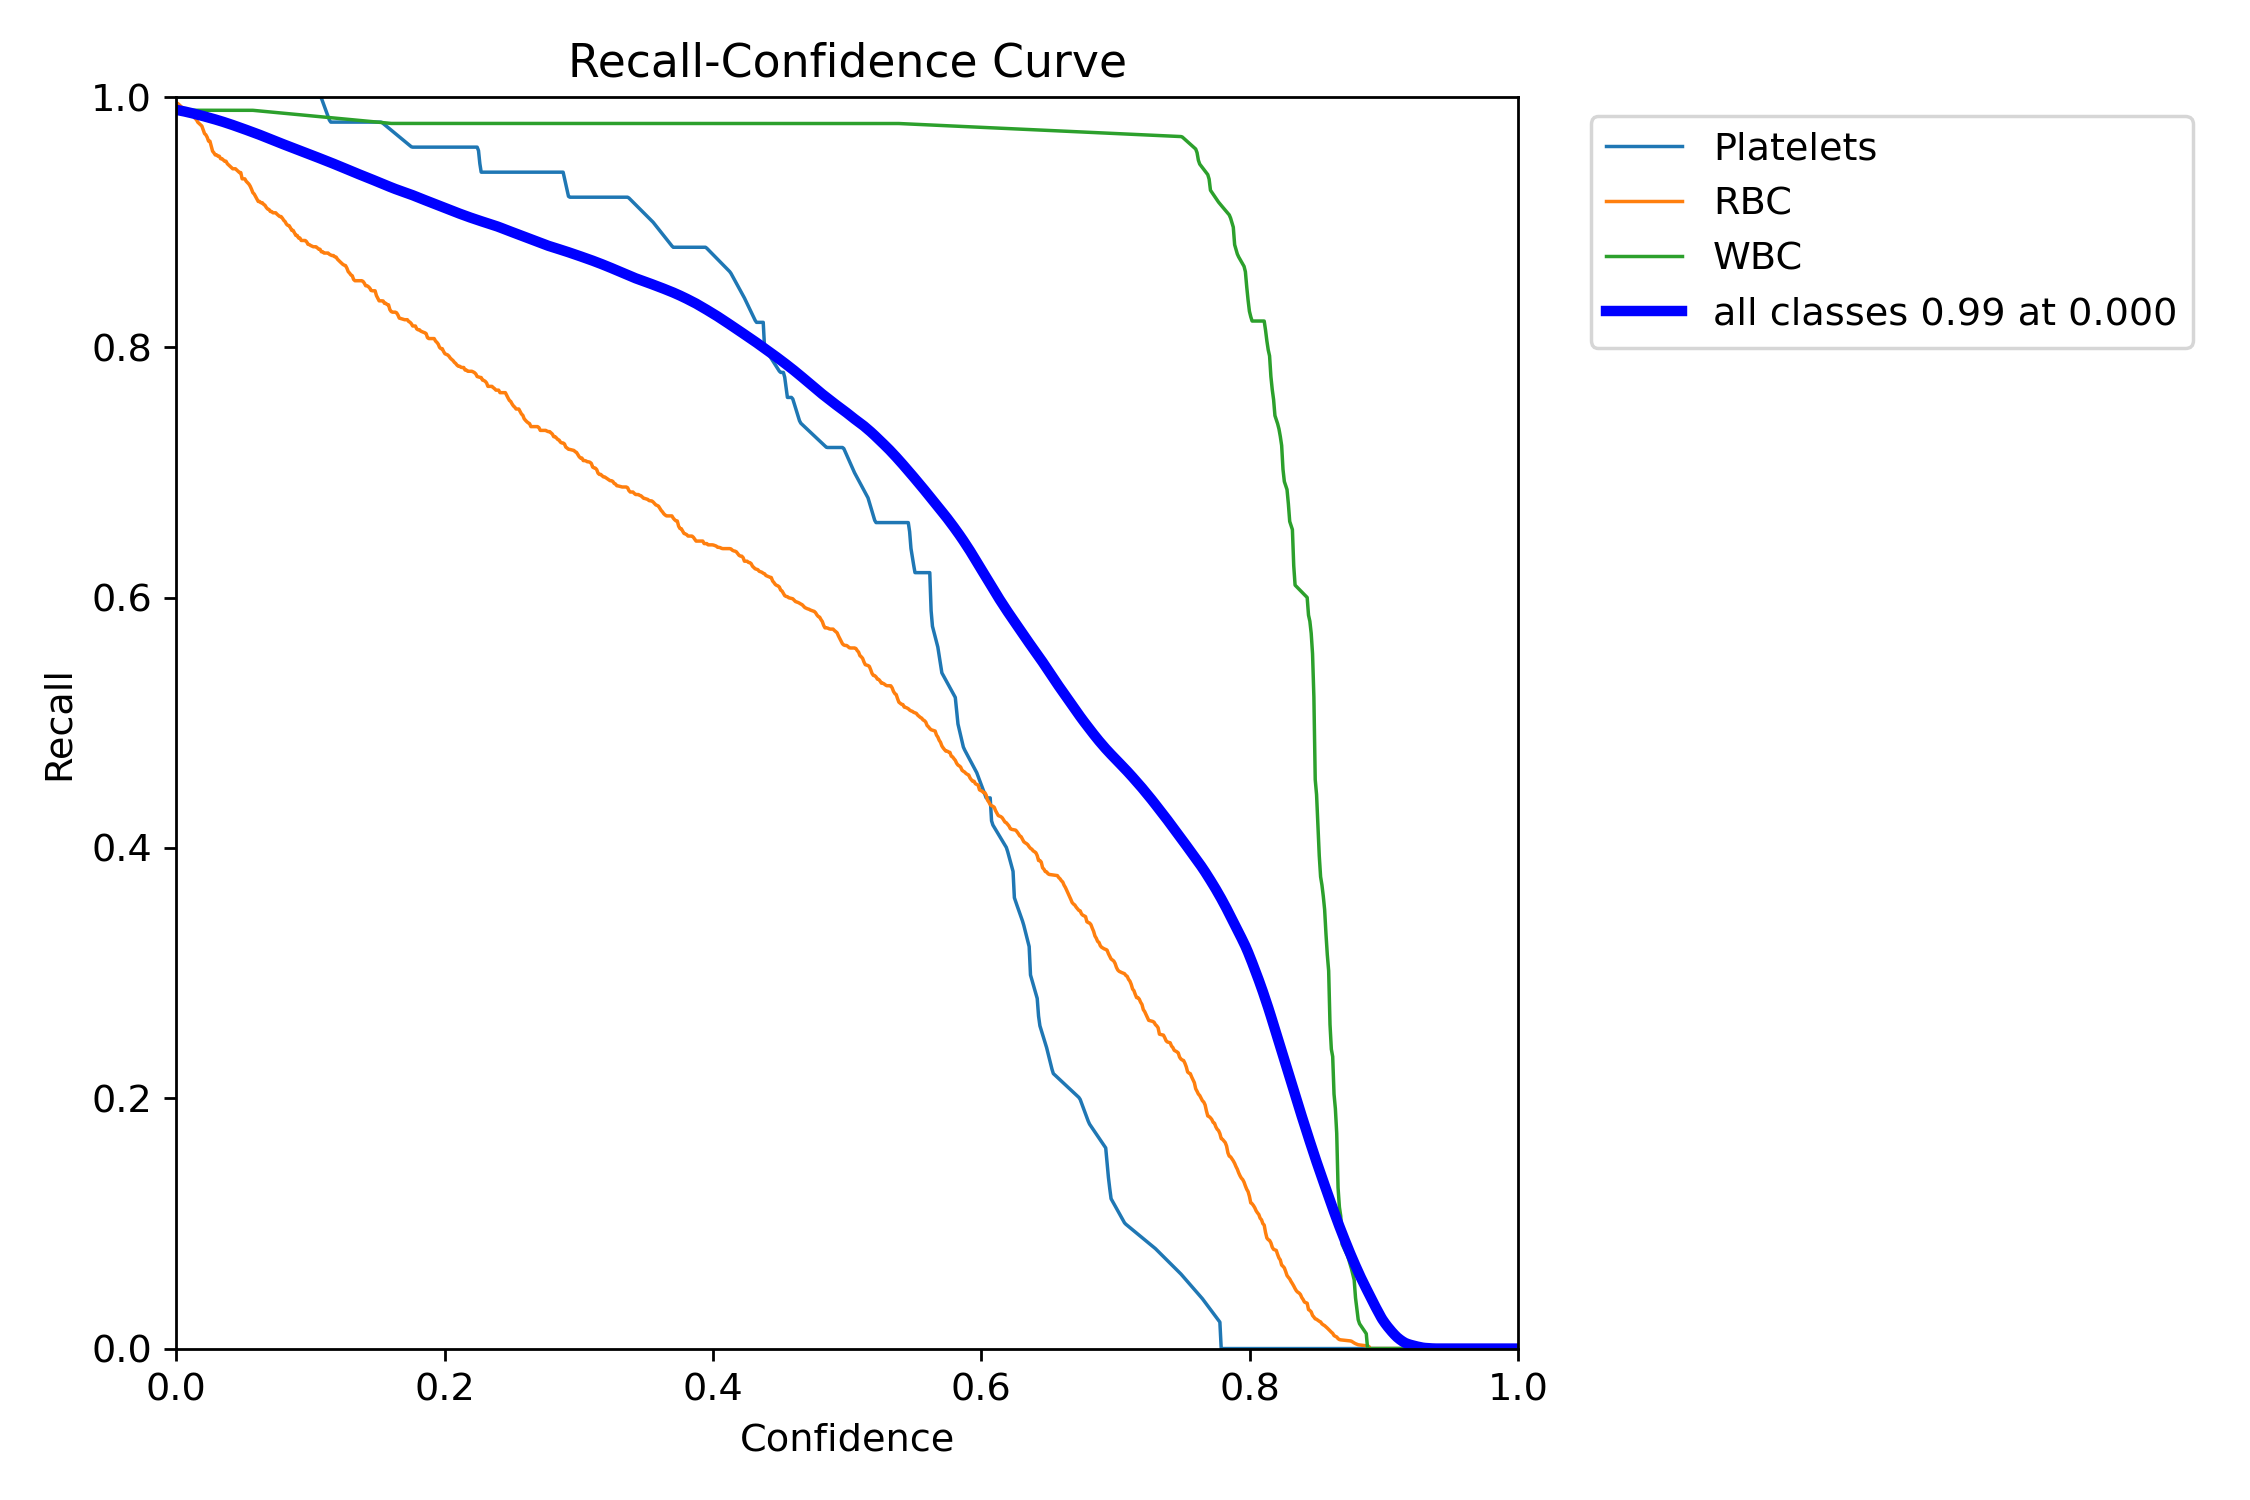 Recall-Confidence Curve
1.0
0.8
0.6
0.4
0.2
0.0
Recall
0.0 0.2 0.4 0.6 0.8 1.0
Confidence
Platelets
RBC
WBC
all classes 0.99 at 0.000